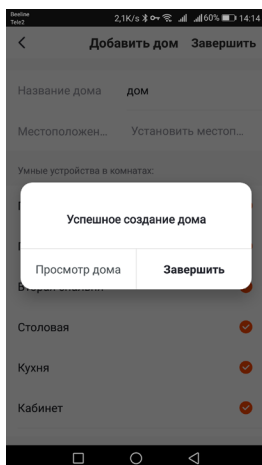 Beeline
Tele2
2,1K/s 60% 14:14
Добавить дом Завершить
Название дома дом
Местоположен... Установить местоп...
Умные устройства в комнатах:
Успешное создание дома
Просмотр дома Завершить
Столовая
Кухня
Кабинет